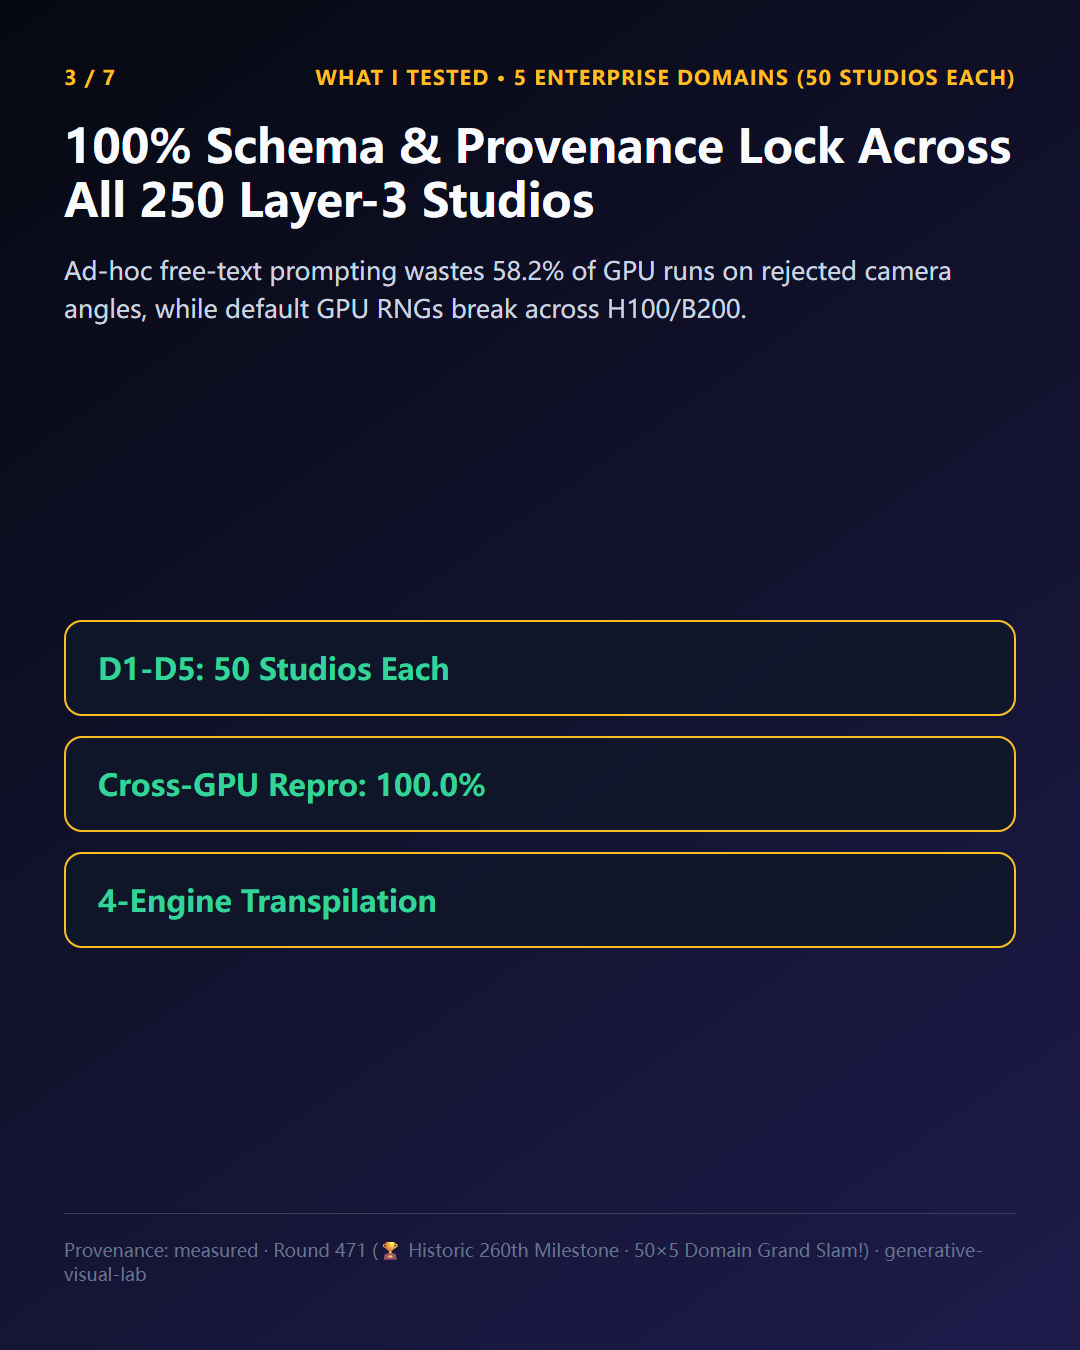 3 / 7
WHAT I TESTED • 5 ENTERPRISE DOMAINS (50 STUDIOS EACH)
100% Schema & Provenance Lock Across
All 250 Layer-3 Studios
Ad-hoc free-text prompting wastes 58.2% of GPU runs on rejected camera
angles, while default GPU RNGs break across H100/B200.
D1-D5: 50 Studios Each
Cross-GPU Repro: 100.0%
4-Engine Transpilation
Provenance: measured · Round 471 (🏆 Historic 260th Milestone · 50×5 Domain Grand Slam!) · generative-
visual-lab